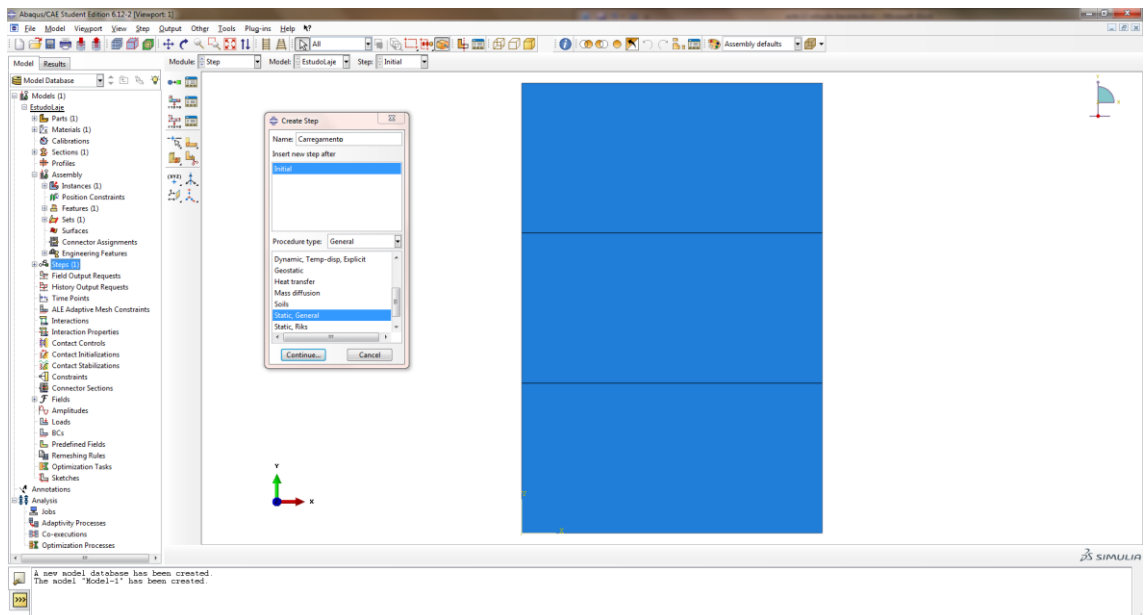 Abaqus/CAE Student Edition 6.12-2 [Viewport: 1]
File Model Viewport View Step Output Other Tools Plug-ins Help
All
Assembly defaults
Model Results
Module: Step Model: EstudoLaje Step: Initial
Model Database
Models (1)
EstudoLaje
Parts (1)
Materials (1)
Calibrations
Sections (1)
Profiles
Assembly
Instances (1)
Position Constraints
Features (1)
Sets (1)
Surfaces
Connector Assignments
Engineering Features
Steps (1)
Field Output Requests
History Output Requests
Time Points
ALE Adaptive Mesh Constraints
Interactions
Interaction Properties
Contact Controls
Contact Initializations
Contact Stabilizations
Constraints
Connector Sections
Fields
Amplitudes
Loads
BCs
Predefined Fields
Remeshing Rules
Optimization Tasks
Sketches
Annotations
Analysis
Jobs
Adaptivity Processes
Co-executions
Optimization Processes
Create Step
Name: Carregamento
Insert new step after
Initial
Procedure type: General
Dynamic, Temp-disp, Explicit
Geostatic
Heat transfer
Mass diffusion
Soils
Static, General
Static, Riks
Continue... Cancel
Y
X
Y
X
SIMULIA
A new model database has been created.
The model "Model-1" has been created.
>>>